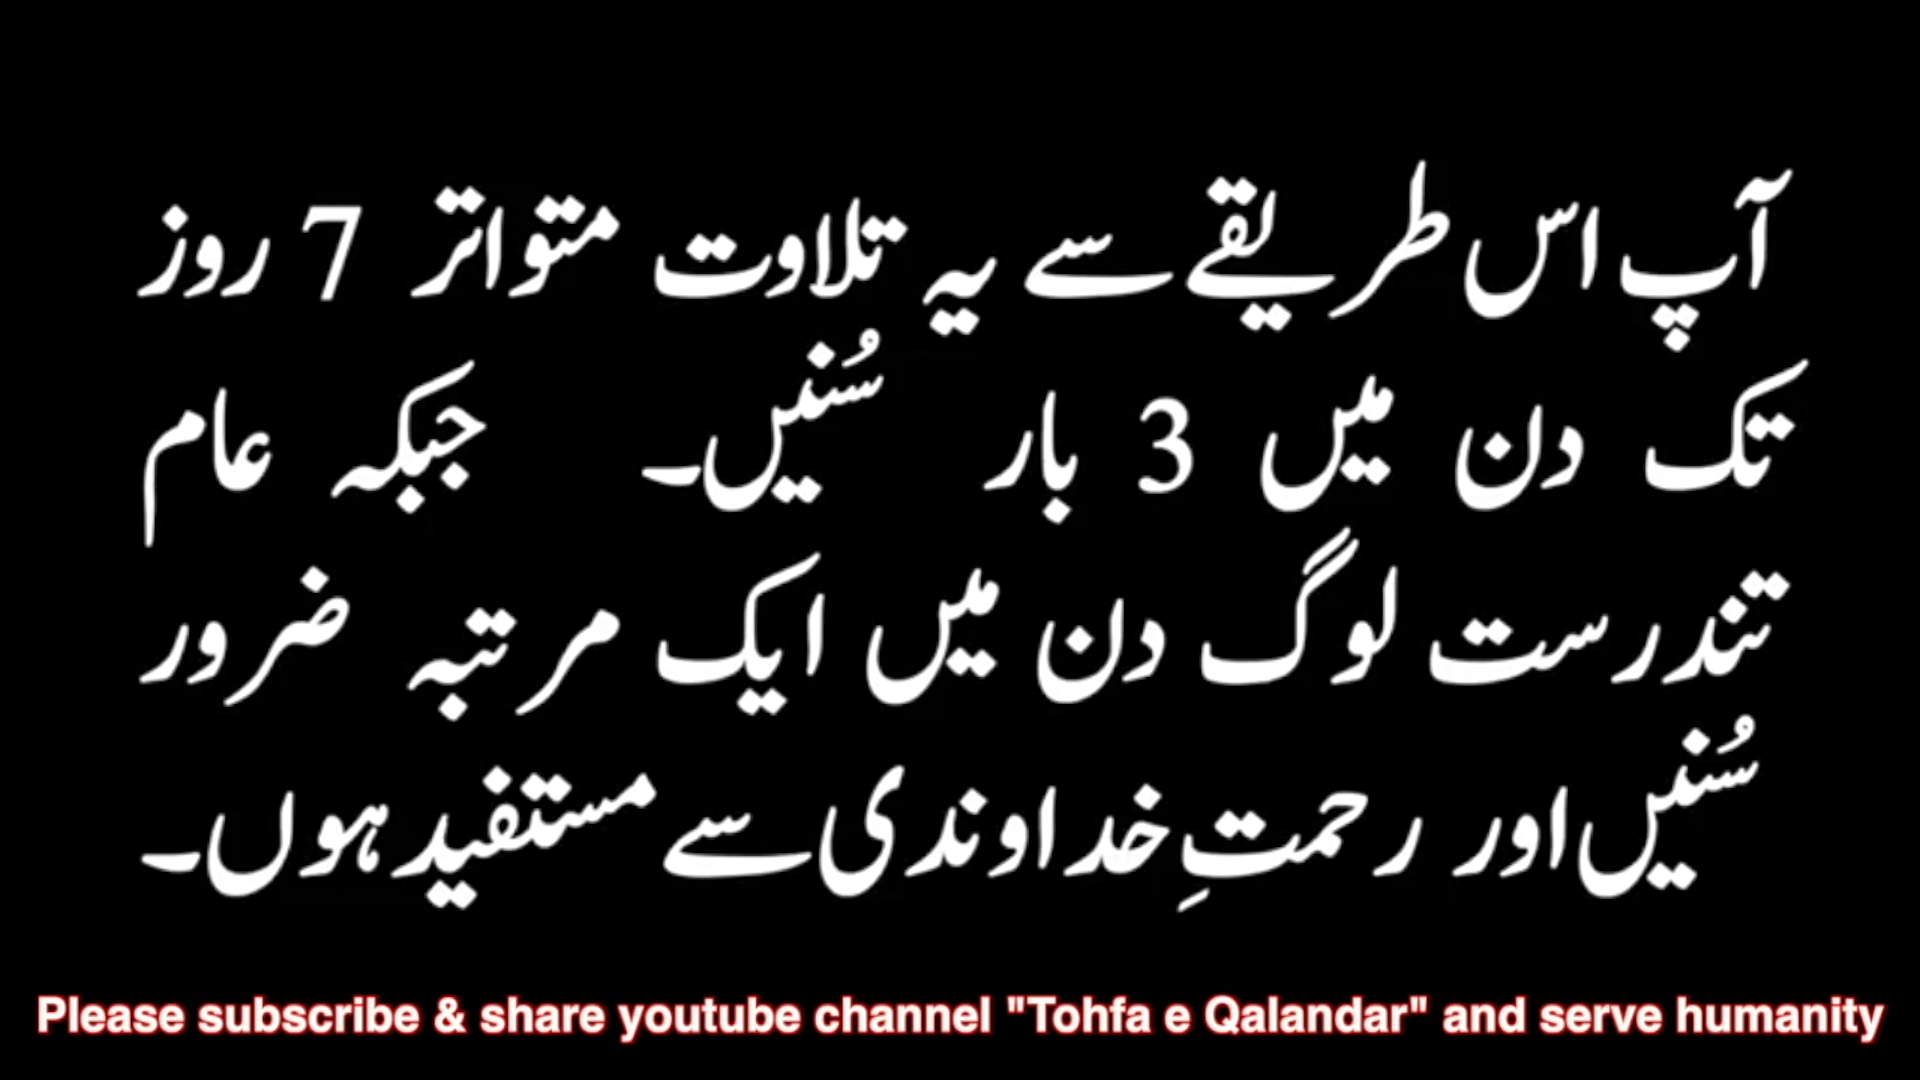 آپ اس طریقے سے یہ تلاوت متواتر 7 روز
تک دن میں 3 بار سُنیں۔ جبکہ عام
تندرست لوگ دن میں ایک مرتبہ ضرور
سُنیں اور رحمتِ خداوندی سے مستفید ہوں۔
Please subscribe & share youtube channel "Tohfa e Qalandar" and serve humanity